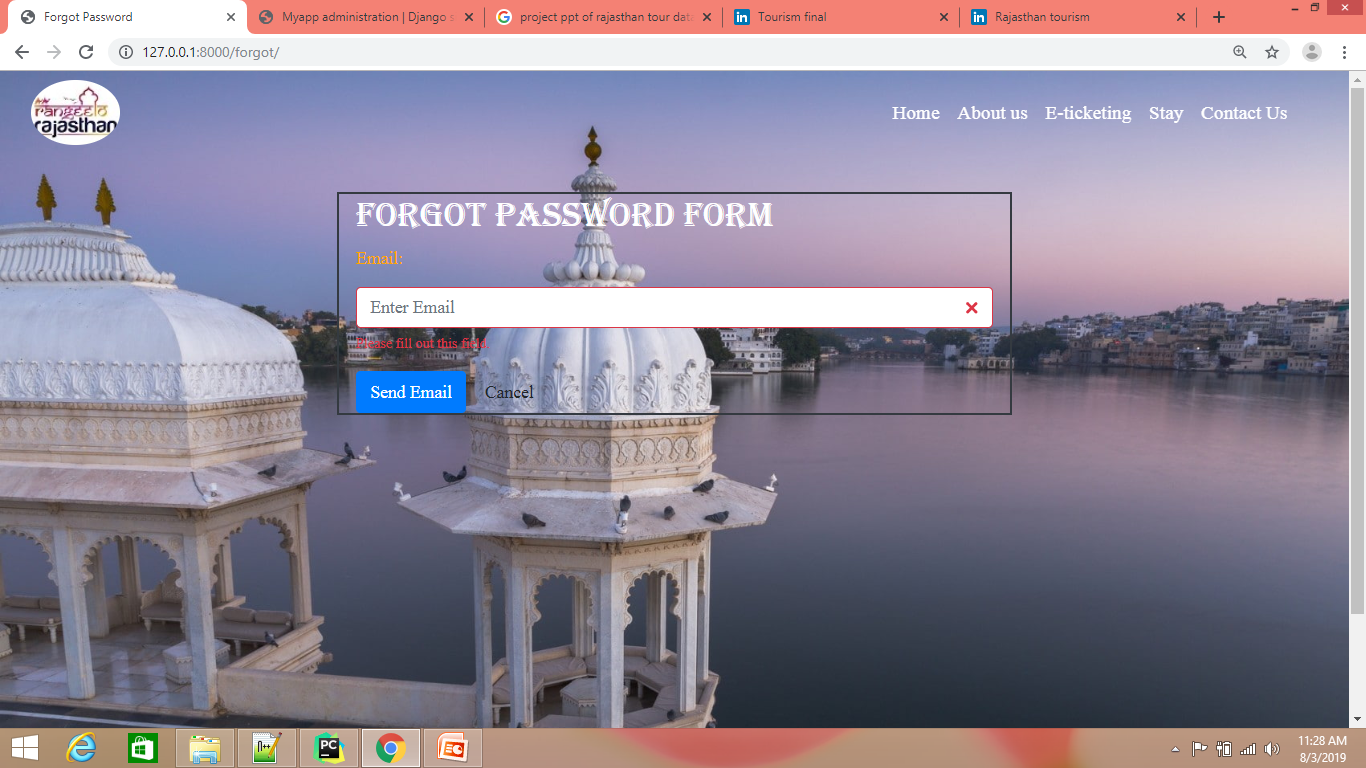 Forgot Password
Myapp administration | Django s
project ppt of rajasthan tour data
Tourism final
Rajasthan tourism
127.0.0.1:8000/forgot/
rangeelo
rajasthan
Home About us E-ticketing Stay Contact Us
FORGOT PASSWORD FORM
Email:
Enter Email
Please fill out this field
Send Email Cancel
PC
11:28 AM
8/3/2019